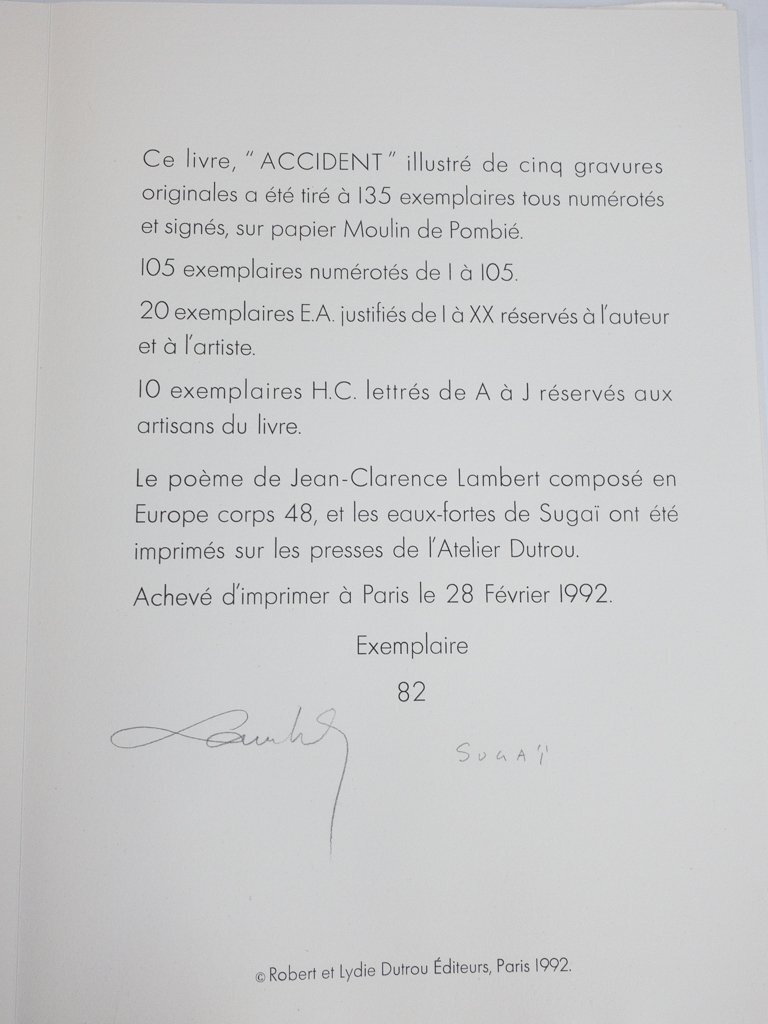 Ce livre, “ACCIDENT” illustré de cinq gravures
originales a été tiré à 135 exemplaires tous numérotés
et signés, sur papier Moulin de Pombié.
105 exemplaires numérotés de 1 à 105.
20 exemplaires E.A. justifiés de I à XX réservés à l'auteur
et à l'artiste.
10 exemplaires H.C. lettrés de A à J réservés aux
artisans du livre.
Le poème de Jean-Clarence Lambert composé en
Europe corps 48, et les eaux-fortes de Sugaï ont été
imprimés sur les presses de l'Atelier Dutrou.
Achevé d'imprimer à Paris le 28 Février 1992.
Exemplaire
82
Lambert
SUGAÏ
© Robert et Lydie Dutrou Éditeurs, Paris 1992.